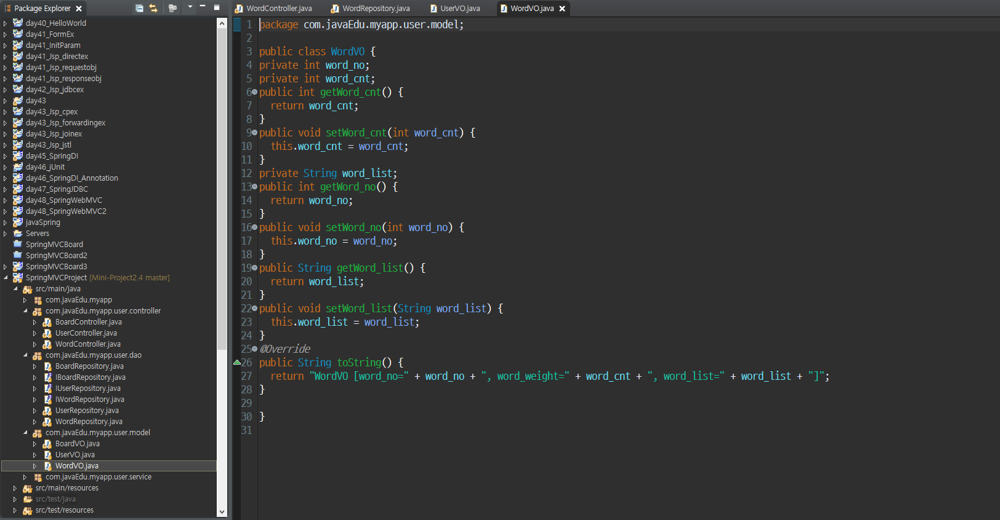 Package Explorer
day40_HelloWorld
day41_FormEx
day41_InitParam
day41_Jsp_directex
day41_Jsp_requestobj
day41_Jsp_responseobj
day42_Jsp_jdbcex
day43
day43_Jsp_cpex
day43_Jsp_forwardingex
day43_Jsp_joinex
day43_Jsp_jstl
day45_SpringDI
day46_jUnit
day46_SpringDI_Annotation
day47_SpringJDBC
day48_SpringWebMVC
day48_SpringWebMVC2
javaSpring
Servers
SpringMVCBoard
SpringMVCBoard2
SpringMVCBoard3
SpringMVCProject [Mini-Project2.4 master]
src/main/java
com.javaEdu.myapp
com.javaEdu.myapp.user.controller
BoardController.java
UserController.java
WordController.java
com.javaEdu.myapp.user.dao
BoardRepository.java
IBoardRepository.java
IUserRepository.java
IWordRepository.java
UserRepository.java
WordRepository.java
com.javaEdu.myapp.user.model
BoardVO.java
UserVO.java
WordVO.java
com.javaEdu.myapp.user.service
src/main/resources
src/test/java
src/test/resources
WordController.java WordRepository.java UserVO.java WordVO.java
1 package com.javaEdu.myapp.user.model;
2
3 public class WordVO {
4 private int word_no;
5 private int word_cnt;
6 public int getWord_cnt() {
7   return word_cnt;
8 }
9 public void setWord_cnt(int word_cnt) {
10   this.word_cnt = word_cnt;
11 }
12 private String word_list;
13 public int getWord_no() {
14   return word_no;
15 }
16 public void setWord_no(int word_no) {
17   this.word_no = word_no;
18 }
19 public String getWord_list() {
20   return word_list;
21 }
22 public void setWord_list(String word_list) {
23   this.word_list = word_list;
24 }
25 @Override
26 public String toString() {
27   return "WordVO [word_no=" + word_no + ", word_weight=" + word_cnt + ", word_list=" + word_list + "]";
28 }
29
30 }
31